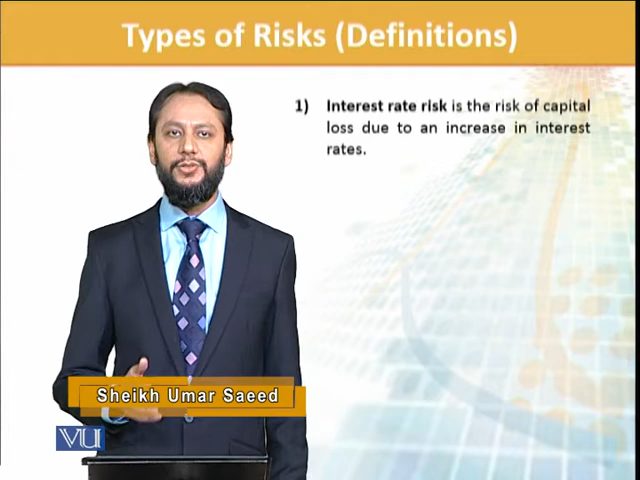 Types of Risks (Definitions)
1) Interest rate risk is the risk of capital
loss due to an increase in interest
rates.
Sheikh Umar Saeed
VU